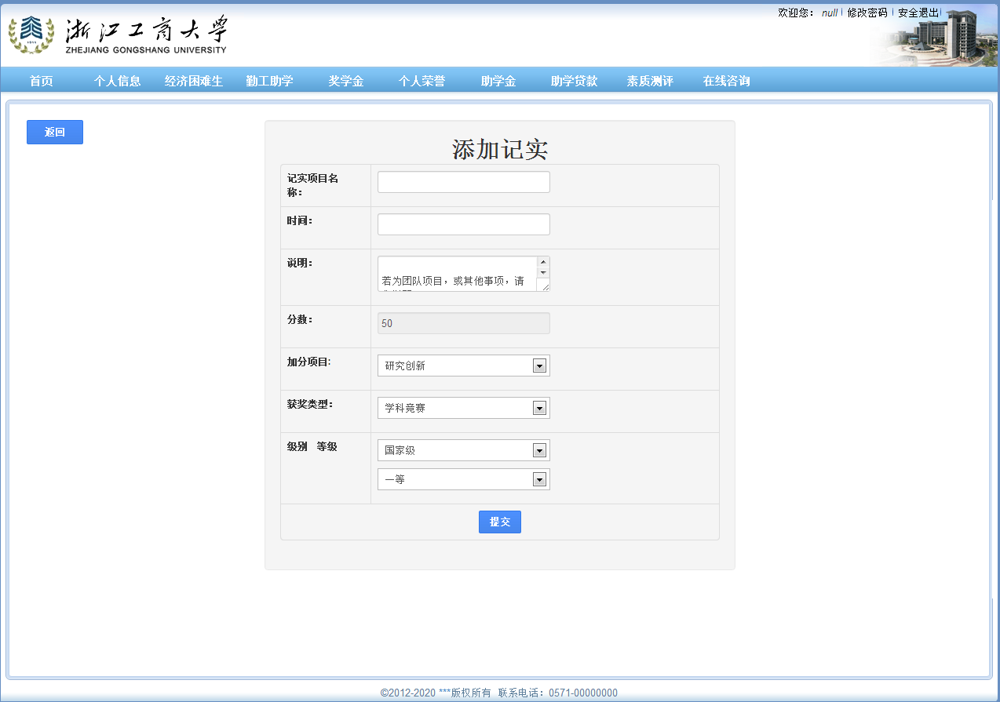 欢迎您： null | 修改密码 | 安全退出|
浙江工商大学
ZHEJIANG GONGSHANG UNIVERSITY
首页 个人信息 经济困难生 勤工助学 奖学金 个人荣誉 助学金 助学贷款 素质测评 在线咨询
返回
添加记实
记实项目名
称：
时间：
说明：
若为团队项目，或其他事项，请
分数：
50
加分项目:
研究创新
获奖类型：
学科竞赛
级别 等级
国家级
一等
提交
©2012-2020 ***版权所有 联系电话：0571-00000000